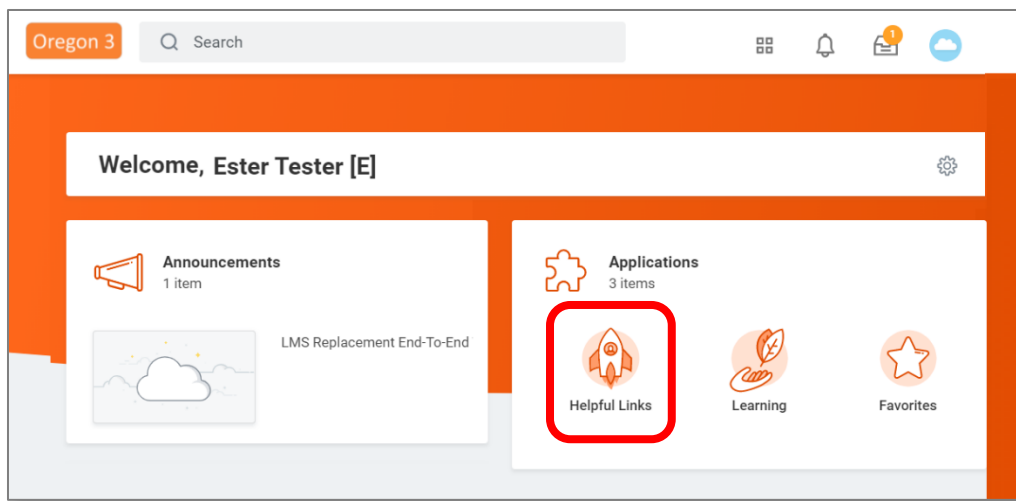 Oregon 3
Search
1
Welcome, Ester Tester [E]
Announcements
1 item
LMS Replacement End-To-End
Applications
3 items
Helpful Links
Learning
Favorites